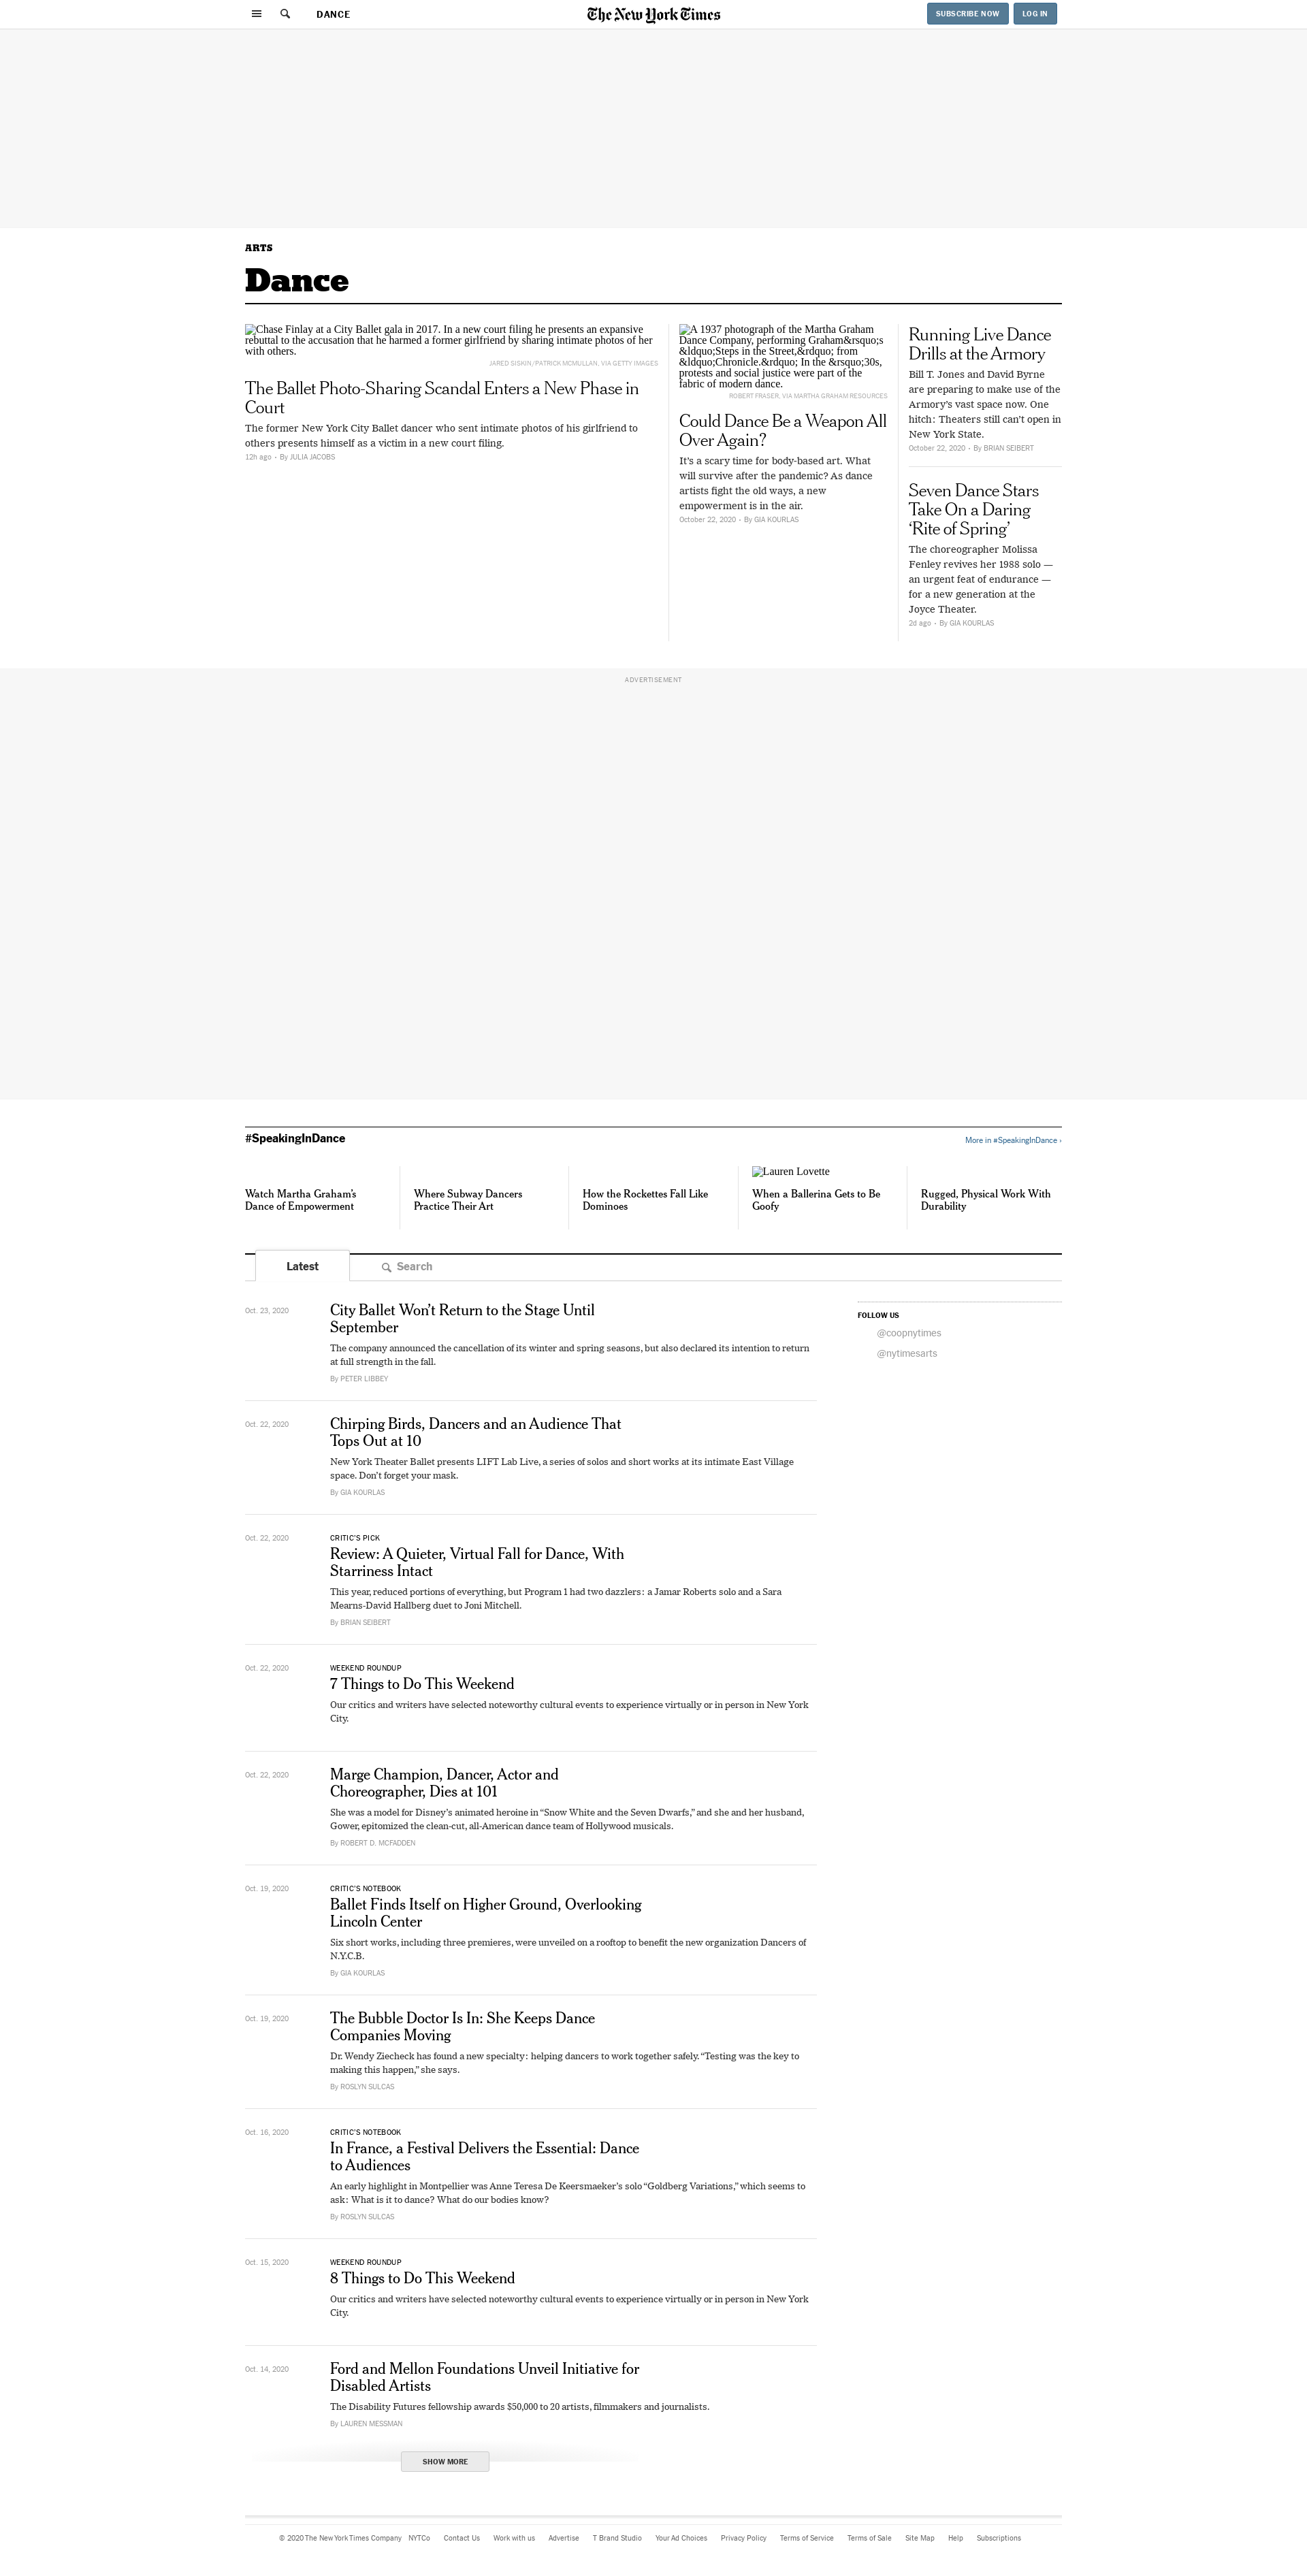 DANCE
The New York Times
SUBSCRIBE NOW
LOG IN
ARTS
Dance
Chase Finlay at a City Ballet gala in 2017. In a new court filing he presents an expansive
rebuttal to the accusation that he harmed a former girlfriend by sharing intimate photos of her
with others.
JARED SISKIN/PATRICK MCMULLAN, VIA GETTY IMAGES
The Ballet Photo-Sharing Scandal Enters a New Phase in
Court
The former New York City Ballet dancer who sent intimate photos of his girlfriend to
others presents himself as a victim in a new court filing.
12h ago • By JULIA JACOBS
A 1937 photograph of the Martha Graham
Dance Company, performing Graham&rsquo;s
&ldquo;Steps in the Street,&rdquo; from
&ldquo;Chronicle.&rdquo; In the &rsquo;30s,
protests and social justice were part of the
fabric of modern dance.
ROBERT FRASER, VIA MARTHA GRAHAM RESOURCES
Could Dance Be a Weapon All
Over Again?
It’s a scary time for body-based art. What
will survive after the pandemic? As dance
artists fight the old ways, a new
empowerment is in the air.
October 22, 2020 • By GIA KOURLAS
Running Live Dance
Drills at the Armory
Bill T. Jones and David Byrne
are preparing to make use of the
Armory’s vast space now. One
hitch: Theaters still can’t open in
New York State.
October 22, 2020 • By BRIAN SEIBERT
Seven Dance Stars
Take On a Daring
‘Rite of Spring’
The choreographer Molissa
Fenley revives her 1988 solo —
an urgent feat of endurance —
for a new generation at the
Joyce Theater.
2d ago • By GIA KOURLAS
ADVERTISEMENT
#SpeakingInDance
More in #SpeakingInDance ›
Watch Martha Graham’s
Dance of Empowerment
Where Subway Dancers
Practice Their Art
How the Rockettes Fall Like
Dominoes
Lauren Lovette
When a Ballerina Gets to Be
Goofy
Rugged, Physical Work With
Durability
Latest
Search
Oct. 23, 2020
City Ballet Won’t Return to the Stage Until
September
The company announced the cancellation of its winter and spring seasons, but also declared its intention to return
at full strength in the fall.
By PETER LIBBEY
FOLLOW US
@coopnytimes
@nytimesarts
Oct. 22, 2020
Chirping Birds, Dancers and an Audience That
Tops Out at 10
New York Theater Ballet presents LIFT Lab Live, a series of solos and short works at its intimate East Village
space. Don’t forget your mask.
By GIA KOURLAS
Oct. 22, 2020
CRITIC’S PICK
Review: A Quieter, Virtual Fall for Dance, With
Starriness Intact
This year, reduced portions of everything, but Program 1 had two dazzlers: a Jamar Roberts solo and a Sara
Mearns-David Hallberg duet to Joni Mitchell.
By BRIAN SEIBERT
Oct. 22, 2020
WEEKEND ROUNDUP
7 Things to Do This Weekend
Our critics and writers have selected noteworthy cultural events to experience virtually or in person in New York
City.
Oct. 22, 2020
Marge Champion, Dancer, Actor and
Choreographer, Dies at 101
She was a model for Disney’s animated heroine in “Snow White and the Seven Dwarfs,” and she and her husband,
Gower, epitomized the clean-cut, all-American dance team of Hollywood musicals.
By ROBERT D. MCFADDEN
Oct. 19, 2020
CRITIC’S NOTEBOOK
Ballet Finds Itself on Higher Ground, Overlooking
Lincoln Center
Six short works, including three premieres, were unveiled on a rooftop to benefit the new organization Dancers of
N.Y.C.B.
By GIA KOURLAS
Oct. 19, 2020
The Bubble Doctor Is In: She Keeps Dance
Companies Moving
Dr. Wendy Ziecheck has found a new specialty: helping dancers to work together safely. “Testing was the key to
making this happen,” she says.
By ROSLYN SULCAS
Oct. 16, 2020
CRITIC’S NOTEBOOK
In France, a Festival Delivers the Essential: Dance
to Audiences
An early highlight in Montpellier was Anne Teresa De Keersmaeker’s solo “Goldberg Variations,” which seems to
ask: What is it to dance? What do our bodies know?
By ROSLYN SULCAS
Oct. 15, 2020
WEEKEND ROUNDUP
8 Things to Do This Weekend
Our critics and writers have selected noteworthy cultural events to experience virtually or in person in New York
City.
Oct. 14, 2020
Ford and Mellon Foundations Unveil Initiative for
Disabled Artists
The Disability Futures fellowship awards $50,000 to 20 artists, filmmakers and journalists.
By LAUREN MESSMAN
SHOW MORE
© 2020 The New York Times Company NYTCo Contact Us Work with us Advertise T Brand Studio Your Ad Choices Privacy Policy Terms of Service Terms of Sale Site Map Help Subscriptions